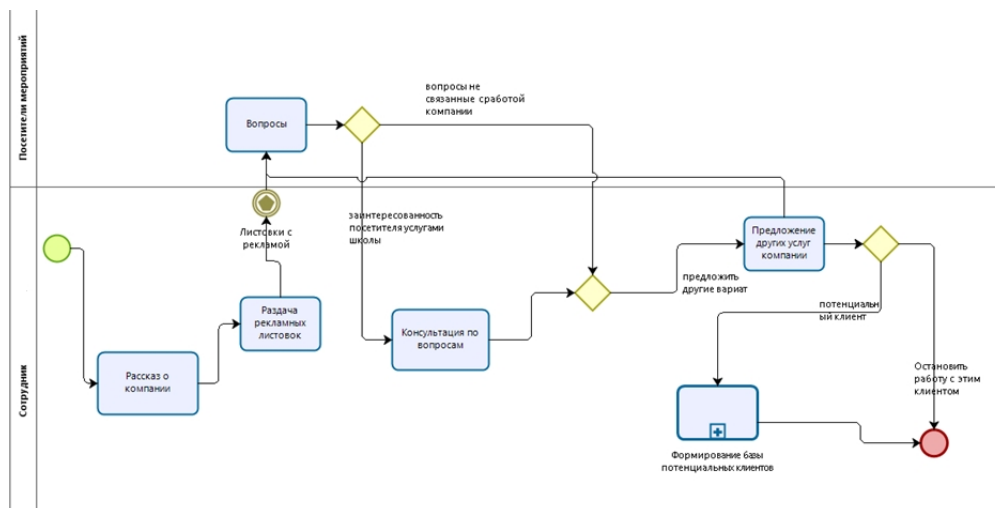 Посетители мероприятий
вопросы не
связанные с работой
компании
Вопросы
Листовки с
рекламой
заинтересованность
посетителя услугами
школы
Предложение
других услуг
компании
предложить
другие вариат
потенциальн
ый клиент
Раздача
рекламных
листовок
Консультация по
вопросам
Рассказ о
компании
Сотрудник
Остановить
работу с этим
клиентом
Формирование базы
потенциальных клиентов